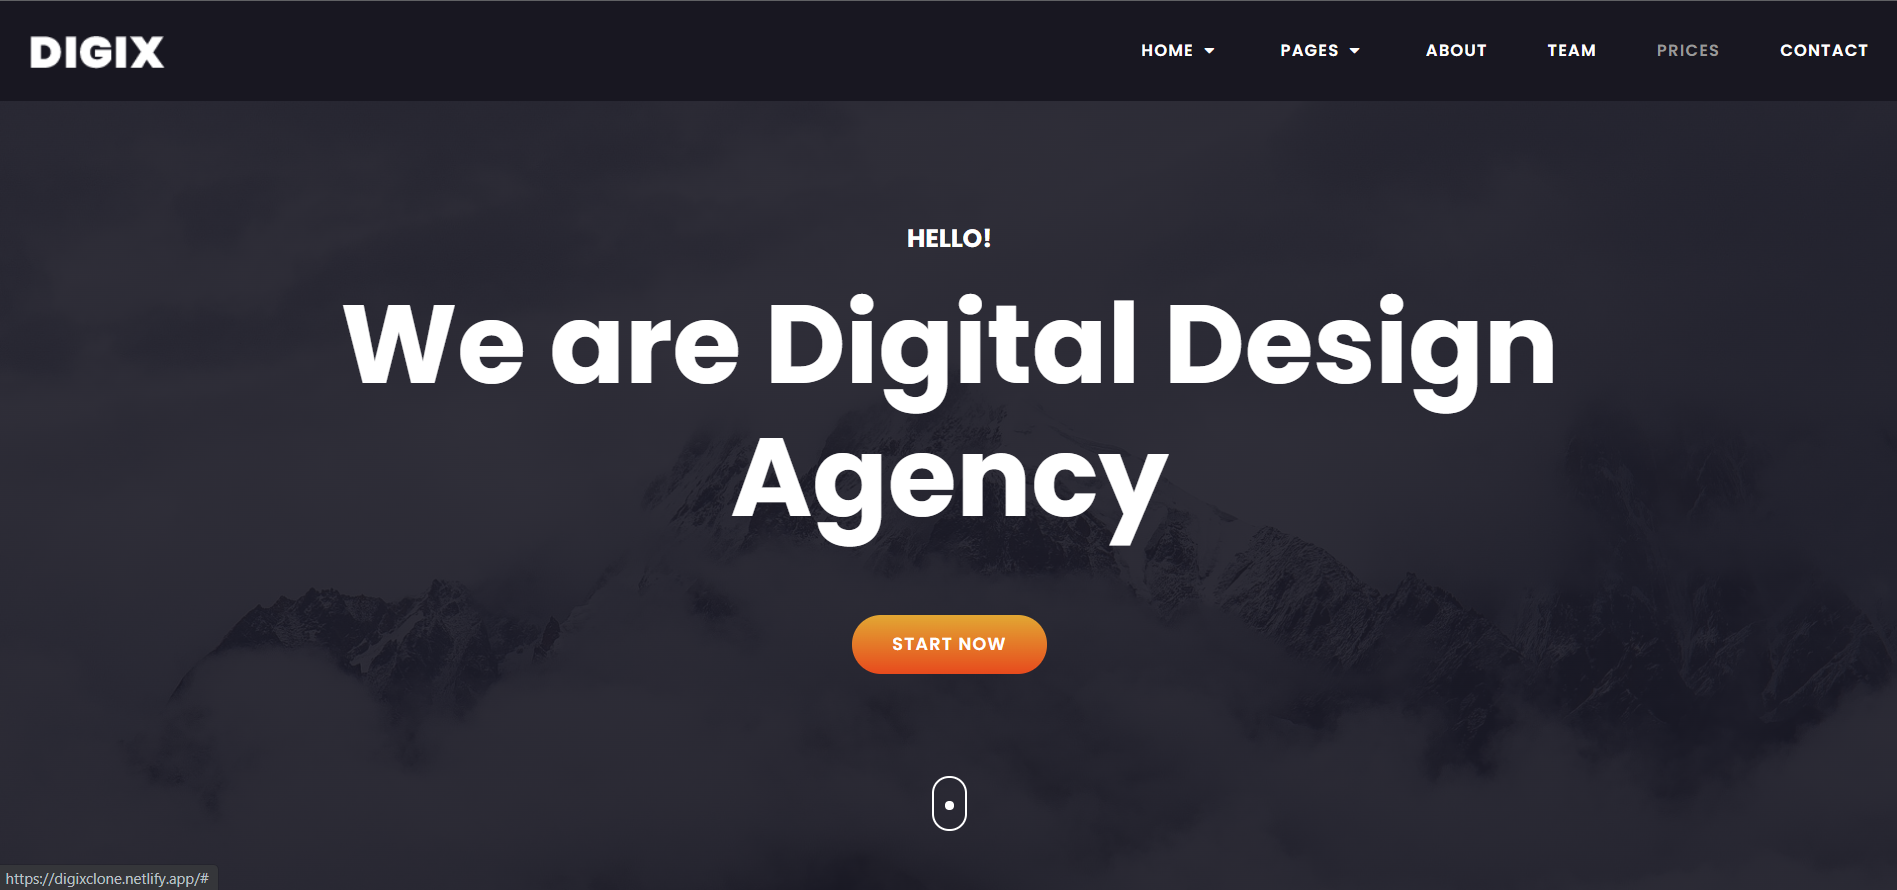 DIGIX
HOME
PAGES
ABOUT
TEAM
PRICES
CONTACT
HELLO!
We are Digital Design
Agency
START NOW
https://digixclone.netlify.app/#